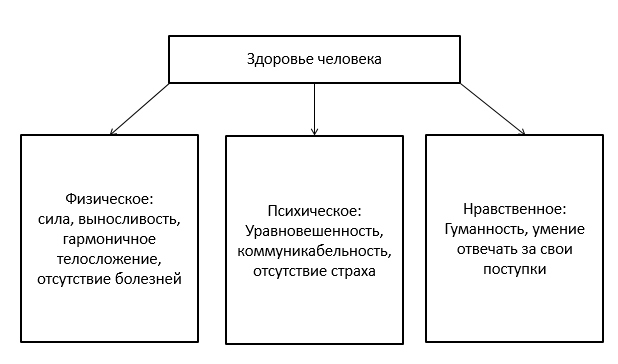 Здоровье человека
Физическое:
сила, выносливость,
гармоничное
телосложение,
отсутствие болезней
Психическое:
Уравновешенность,
коммуникабельность,
отсутствие страха
Нравственное:
Гуманность, умение
отвечать за свои
поступки